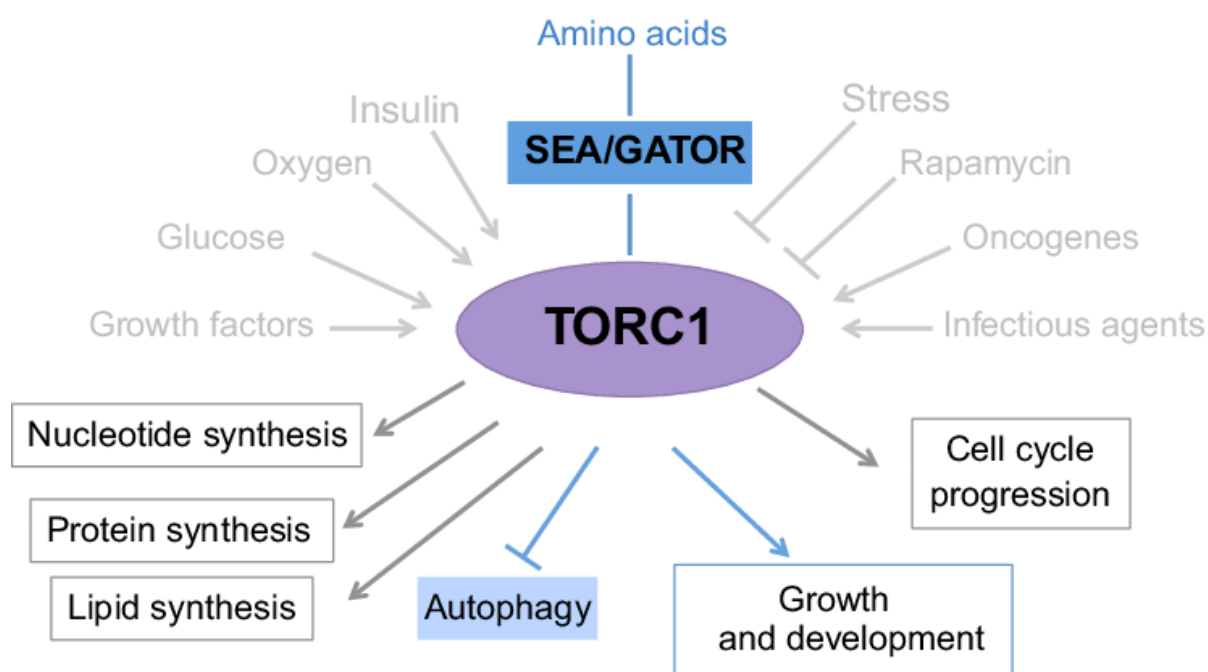 Amino acids
Insulin
Stress
SEA/GATOR
Oxygen
Rapamycin
Glucose
Oncogenes
Growth factors
TORC1
Infectious agents
Nucleotide synthesis
Cell cycle
progression
Protein synthesis
Lipid synthesis
Autophagy
Growth
and development